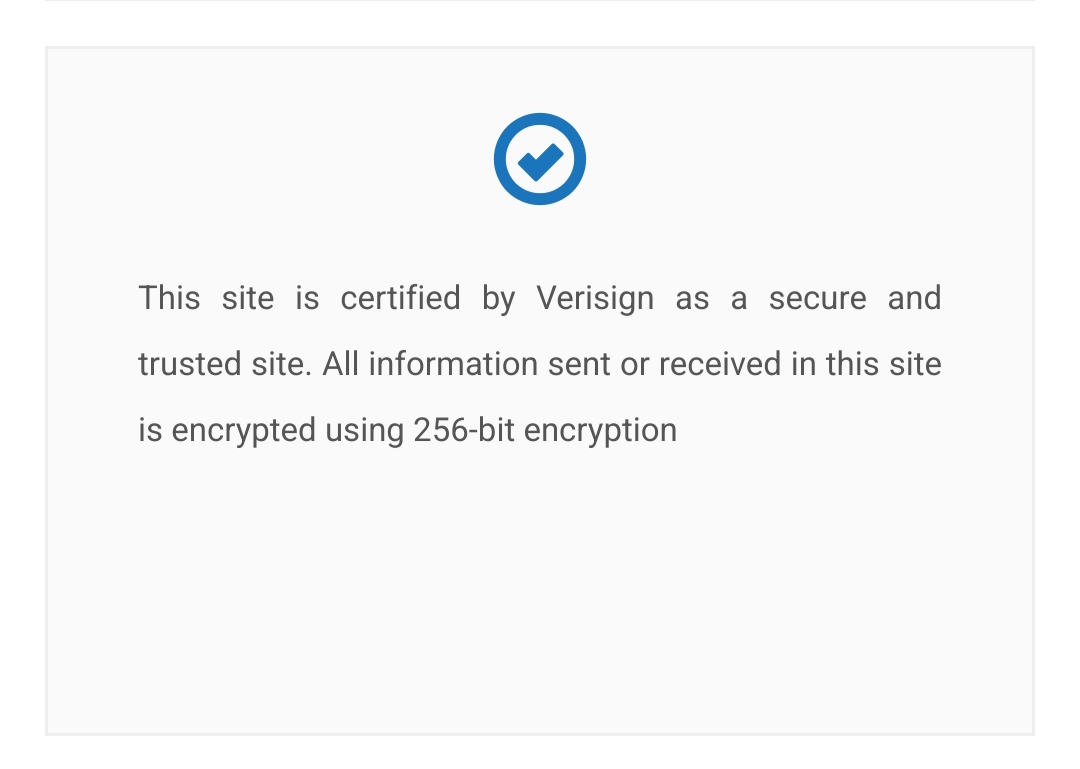 This site is certified by Verisign as a secure and
trusted site. All information sent or received in this site
is encrypted using 256-bit encryption